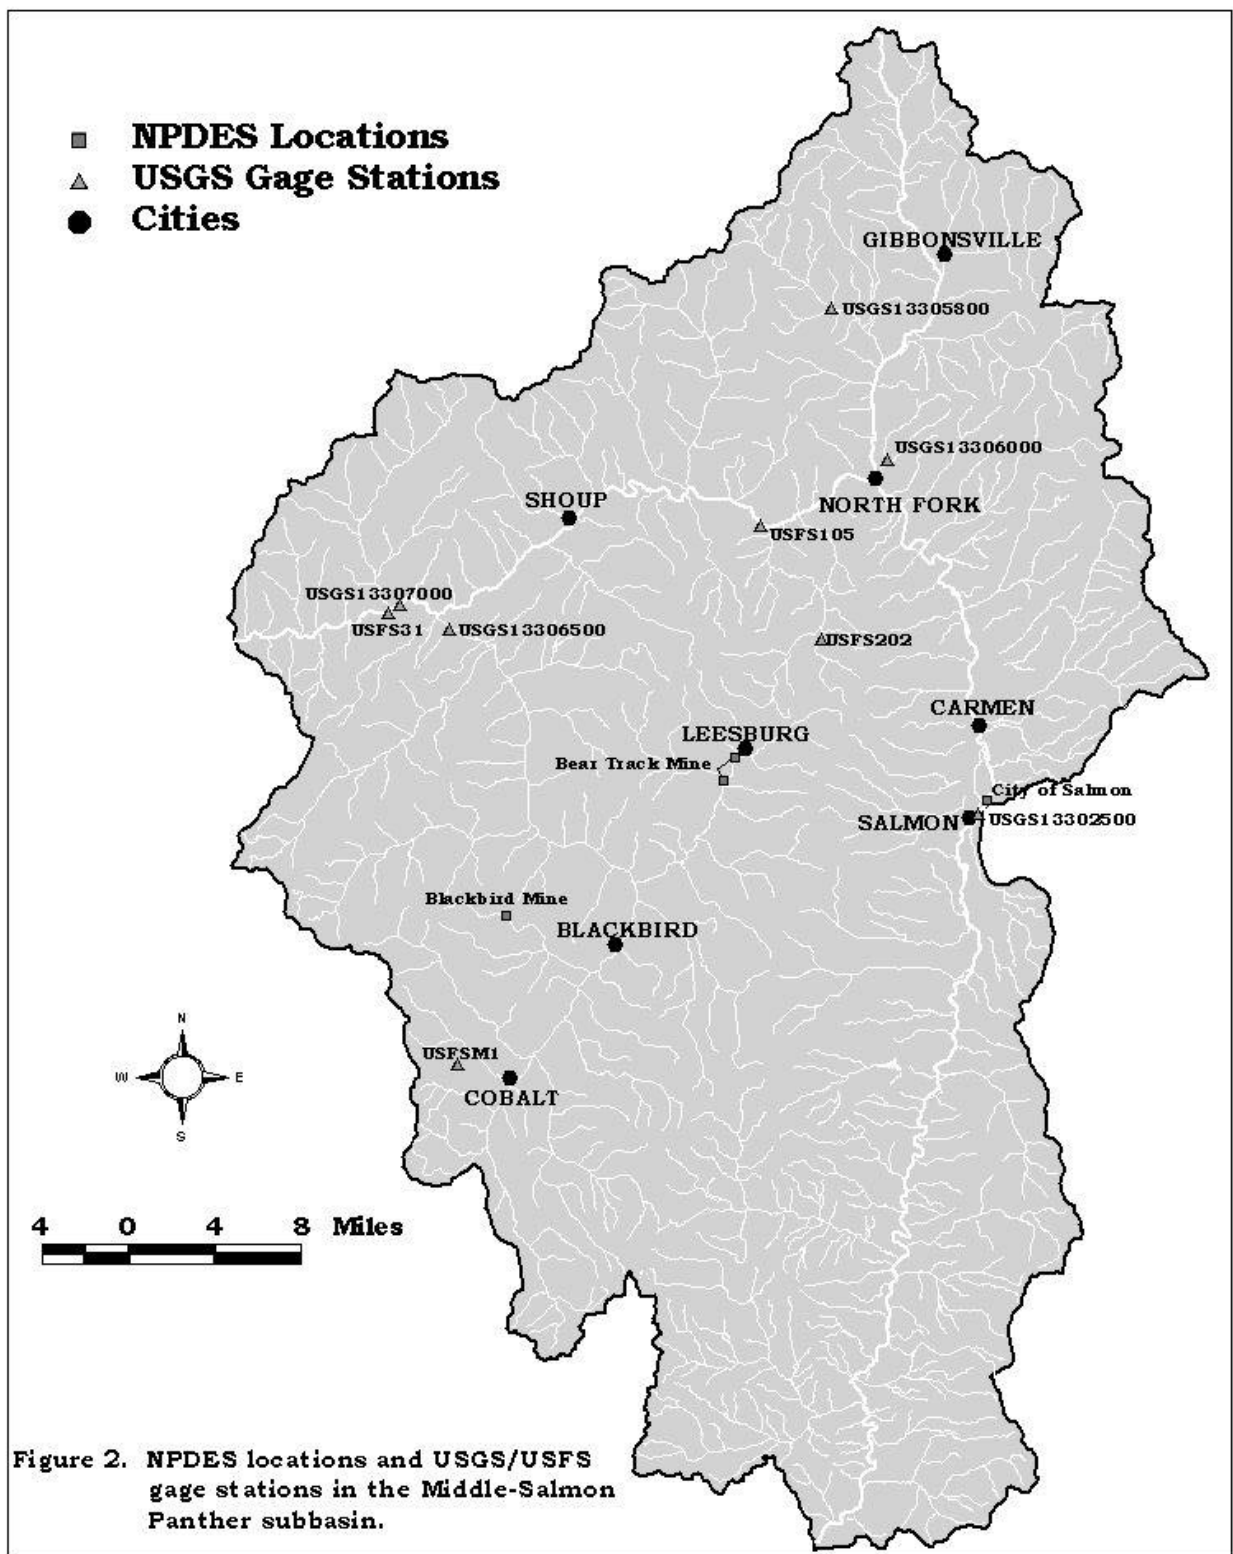 NPDES Locations
USGS Gage Stations
Cities
GIBBONSVILLE
USGS13305800
USGS13306000
NORTH FORK
SHOUP
USFS105
USGS13307000
USFS31
USGS13306500
USFS202
CARMEN
LEESBURG
Bear Track Mine
City of Salmon
SALMON
USGS13302500
Blackbird Mine
BLACKBIRD
USFSM1
COBALT
N
W E
S
4 0 4 8 Miles
Figure 2. NPDES locations and USGS/USFS
gage stations in the Middle-Salmon
Panther subbasin.